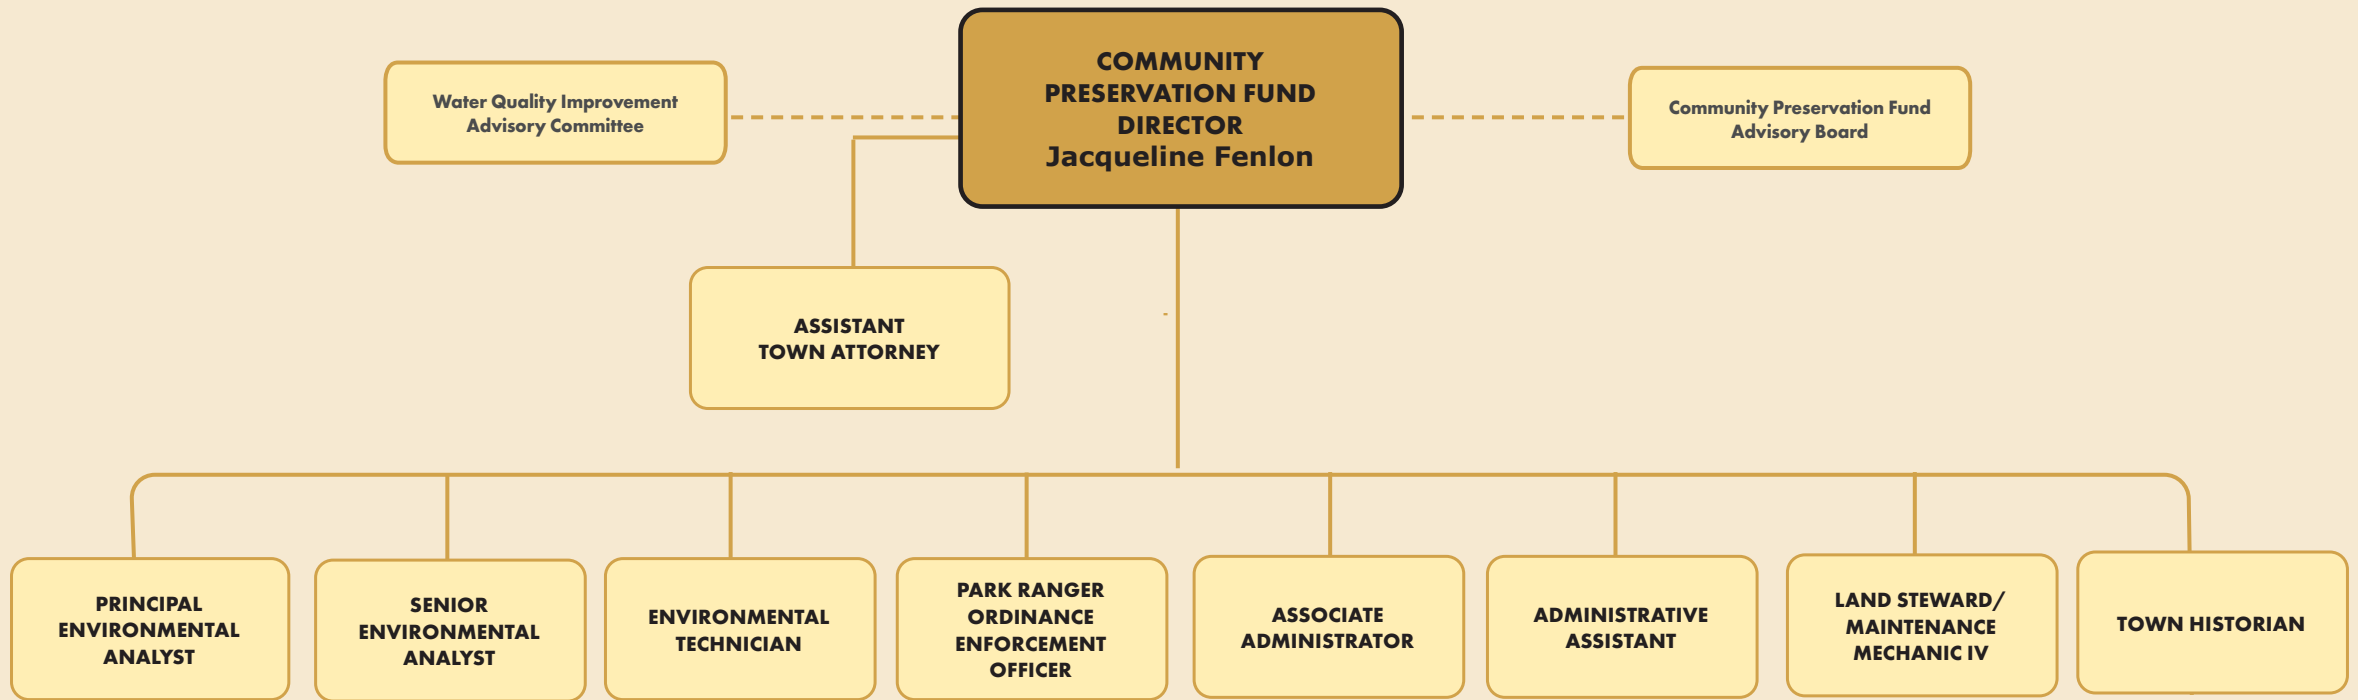 COMMUNITY
PRESERVATION FUND
DIRECTOR
Jacqueline Fenlon
Water Quality Improvement
Advisory Committee
Community Preservation Fund
Advisory Board
ASSISTANT
TOWN ATTORNEY
PRINCIPAL
ENVIRONMENTAL
ANALYST
SENIOR
ENVIRONMENTAL
ANALYST
ENVIRONMENTAL
TECHNICIAN
PARK RANGER
ORDINANCE
ENFORCEMENT
OFFICER
ASSOCIATE
ADMINISTRATOR
ADMINISTRATIVE
ASSISTANT
LAND STEWARD/
MAINTENANCE
MECHANIC IV
TOWN HISTORIAN